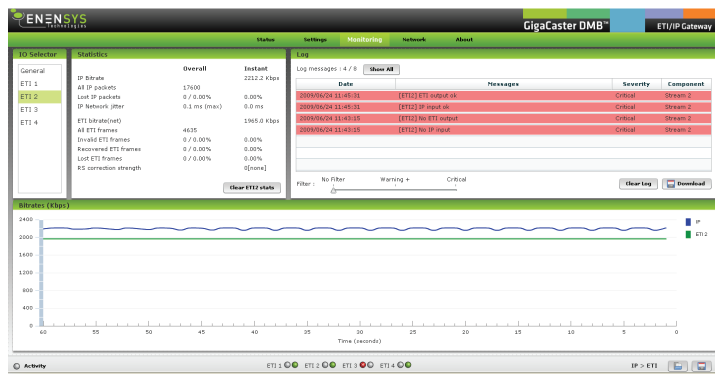 ENENSYS
Technologies
GigaCaster DMB™
ETI/IP Gateway
Status Settings Monitoring Network About
IO Selector
General
ETI 1
ETI 2
ETI 3
ETI 4
Statistics
Overall Instant
IP Bitrate 2212.2 Kbps
All IP packets 17600
Lost IP packets 0 / 0.00% 0.00%
IP Network jitter 0.1 ms (max) 0.0 ms
ETI bitrate(net) 1965.0 Kbps
All ETI frames 4635
Invalid ETI frames 0 / 0.00% 0.00%
Recovered ETI frames 0 / 0.00% 0.00%
Lost ETI frames 0 / 0.00% 0.00%
RS correction strength 0[none]
Clear ETI2 stats
Log
Log messages : 4 / 8 Show All
Date Messages Severity Component
2009/06/24 11:45:31 [ETI2] ETI output ok Critical Stream 2
2009/06/24 11:45:31 [ETI2] IP input ok Critical Stream 2
2009/06/24 11:43:15 [ETI2] No ETI output Critical Stream 2
2009/06/24 11:43:15 [ETI2] No IP input Critical Stream 2
Filter : No Filter Warning + Critical
Clear Log Download
Bitrates (Kbps)
2400
2000
1600
1200
800
400
0
60 55 50 45 40 35 30 25 20 15 10 5 0
Time (seconds)
IP
ETI 2
Activity
ETI 1 ETI 2 ETI 3 ETI 4
IP > ETI